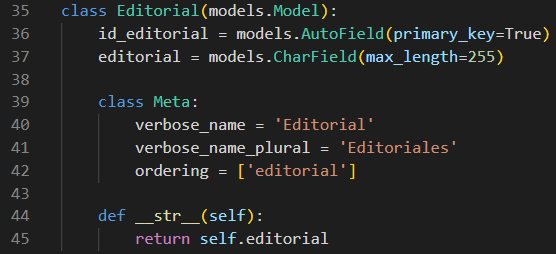 35 class Editorial(models.Model):
36     id_editorial = models.AutoField(primary_key=True)
37     editorial = models.CharField(max_length=255)
38
39     class Meta:
40         verbose_name = 'Editorial'
41         verbose_name_plural = 'Editoriales'
42         ordering = ['editorial']
43
44     def __str__(self):
45         return self.editorial